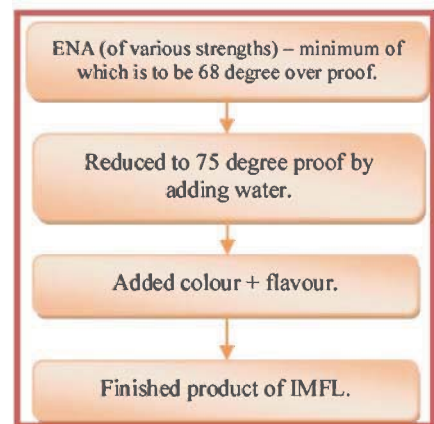 ENA (of various strengths) – minimum of
which is to be 68 degree over proof.
Reduced to 75 degree proof by
adding water.
Added colour + flavour.
Finished product of IMFL.